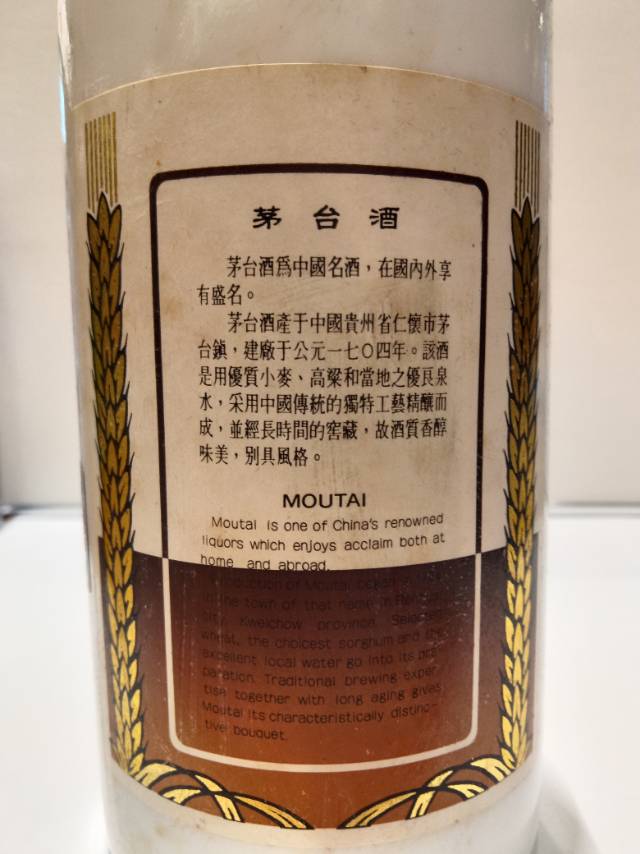 茅台酒
茅台酒爲中國名酒，在國內外享
有盛名。
茅台酒產于中國貴州省仁懷市茅
台鎮，建廠于公元一七〇四年。該酒
是用優質小麥、高粱和當地之優良泉
水，采用中國傳統的獨特工藝精釀而
成，並經長時間的窖藏，故酒質香醇
味美，別具風格。
MOUTAI
Moutai is one of China's renowned
liquors which enjoys acclaim both at
home and abroad.
Production of Moutai began
in the town of that name in
city Kweichow province. Selected
wheat, the choicest sorghum and the
excellent local water go into its pre-
paration. Traditional brewing exper-
tise together with long aging gives
Moutai its characteristically distinc-
tive bouquet.